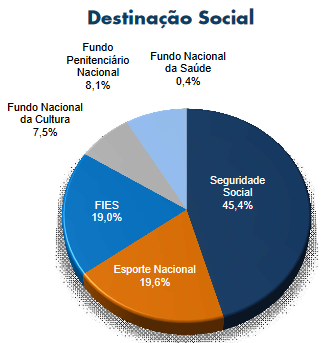 Destinação Social
Fundo
Penitenciário
Nacional
8,1%
Fundo Nacional
da Saúde
0,4%
Fundo Nacional
da Cultura
7,5%
Seguridade
Social
45,4%
FIES
19,0%
Esporte Nacional
19,6%